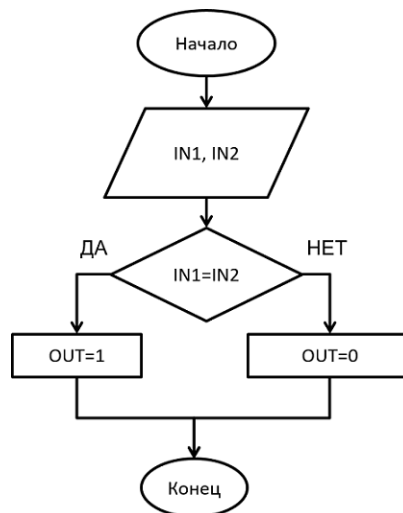 Начало
IN1, IN2
ДА
НЕТ
IN1=IN2
OUT=1
OUT=0
Конец